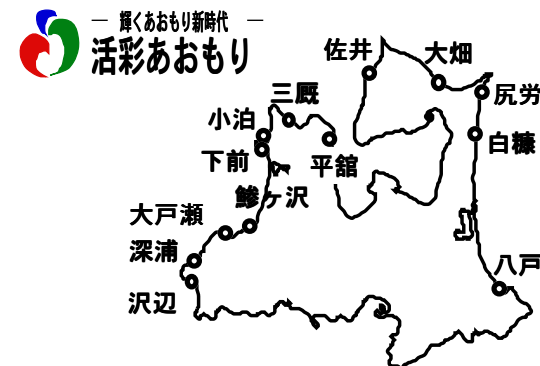 ― 輝くあおもり新時代 ―
活彩あおもり
佐井
大畑
三厩
尻労
小泊
白糠
下前
平舘
鰺ヶ沢
大戸瀬
深浦
八戸
沢辺